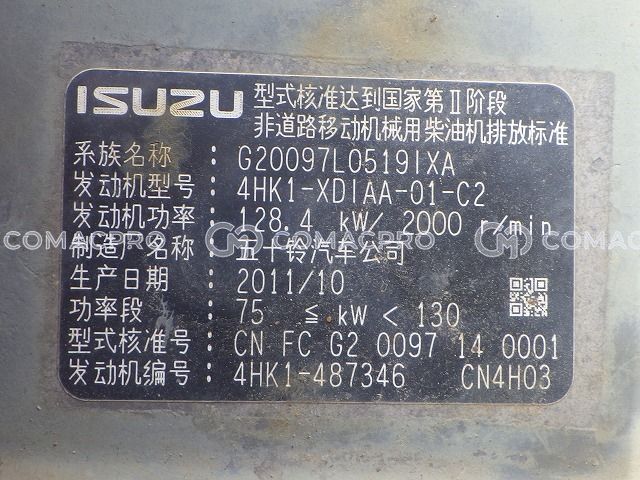 ISUZU 型式核准达到国家第Ⅱ阶段
非道路移动机械用柴油机排放标准
系族名称 : G20097L0519IXA
发动机型号: 4HK1-XDIAA-01-C2
发动机功率: 128.4 kW/ 2000 r/min
COMACPRO COMACPRO COMACPRO
制造产名称: 五十铃汽车公司
生产日期 : 2011/10
功率段 : 75 ≦ kW < 130
型式核准号: CN FC G2 0097 14 0001
发动机编号: 4HK1-487346 CN4H03